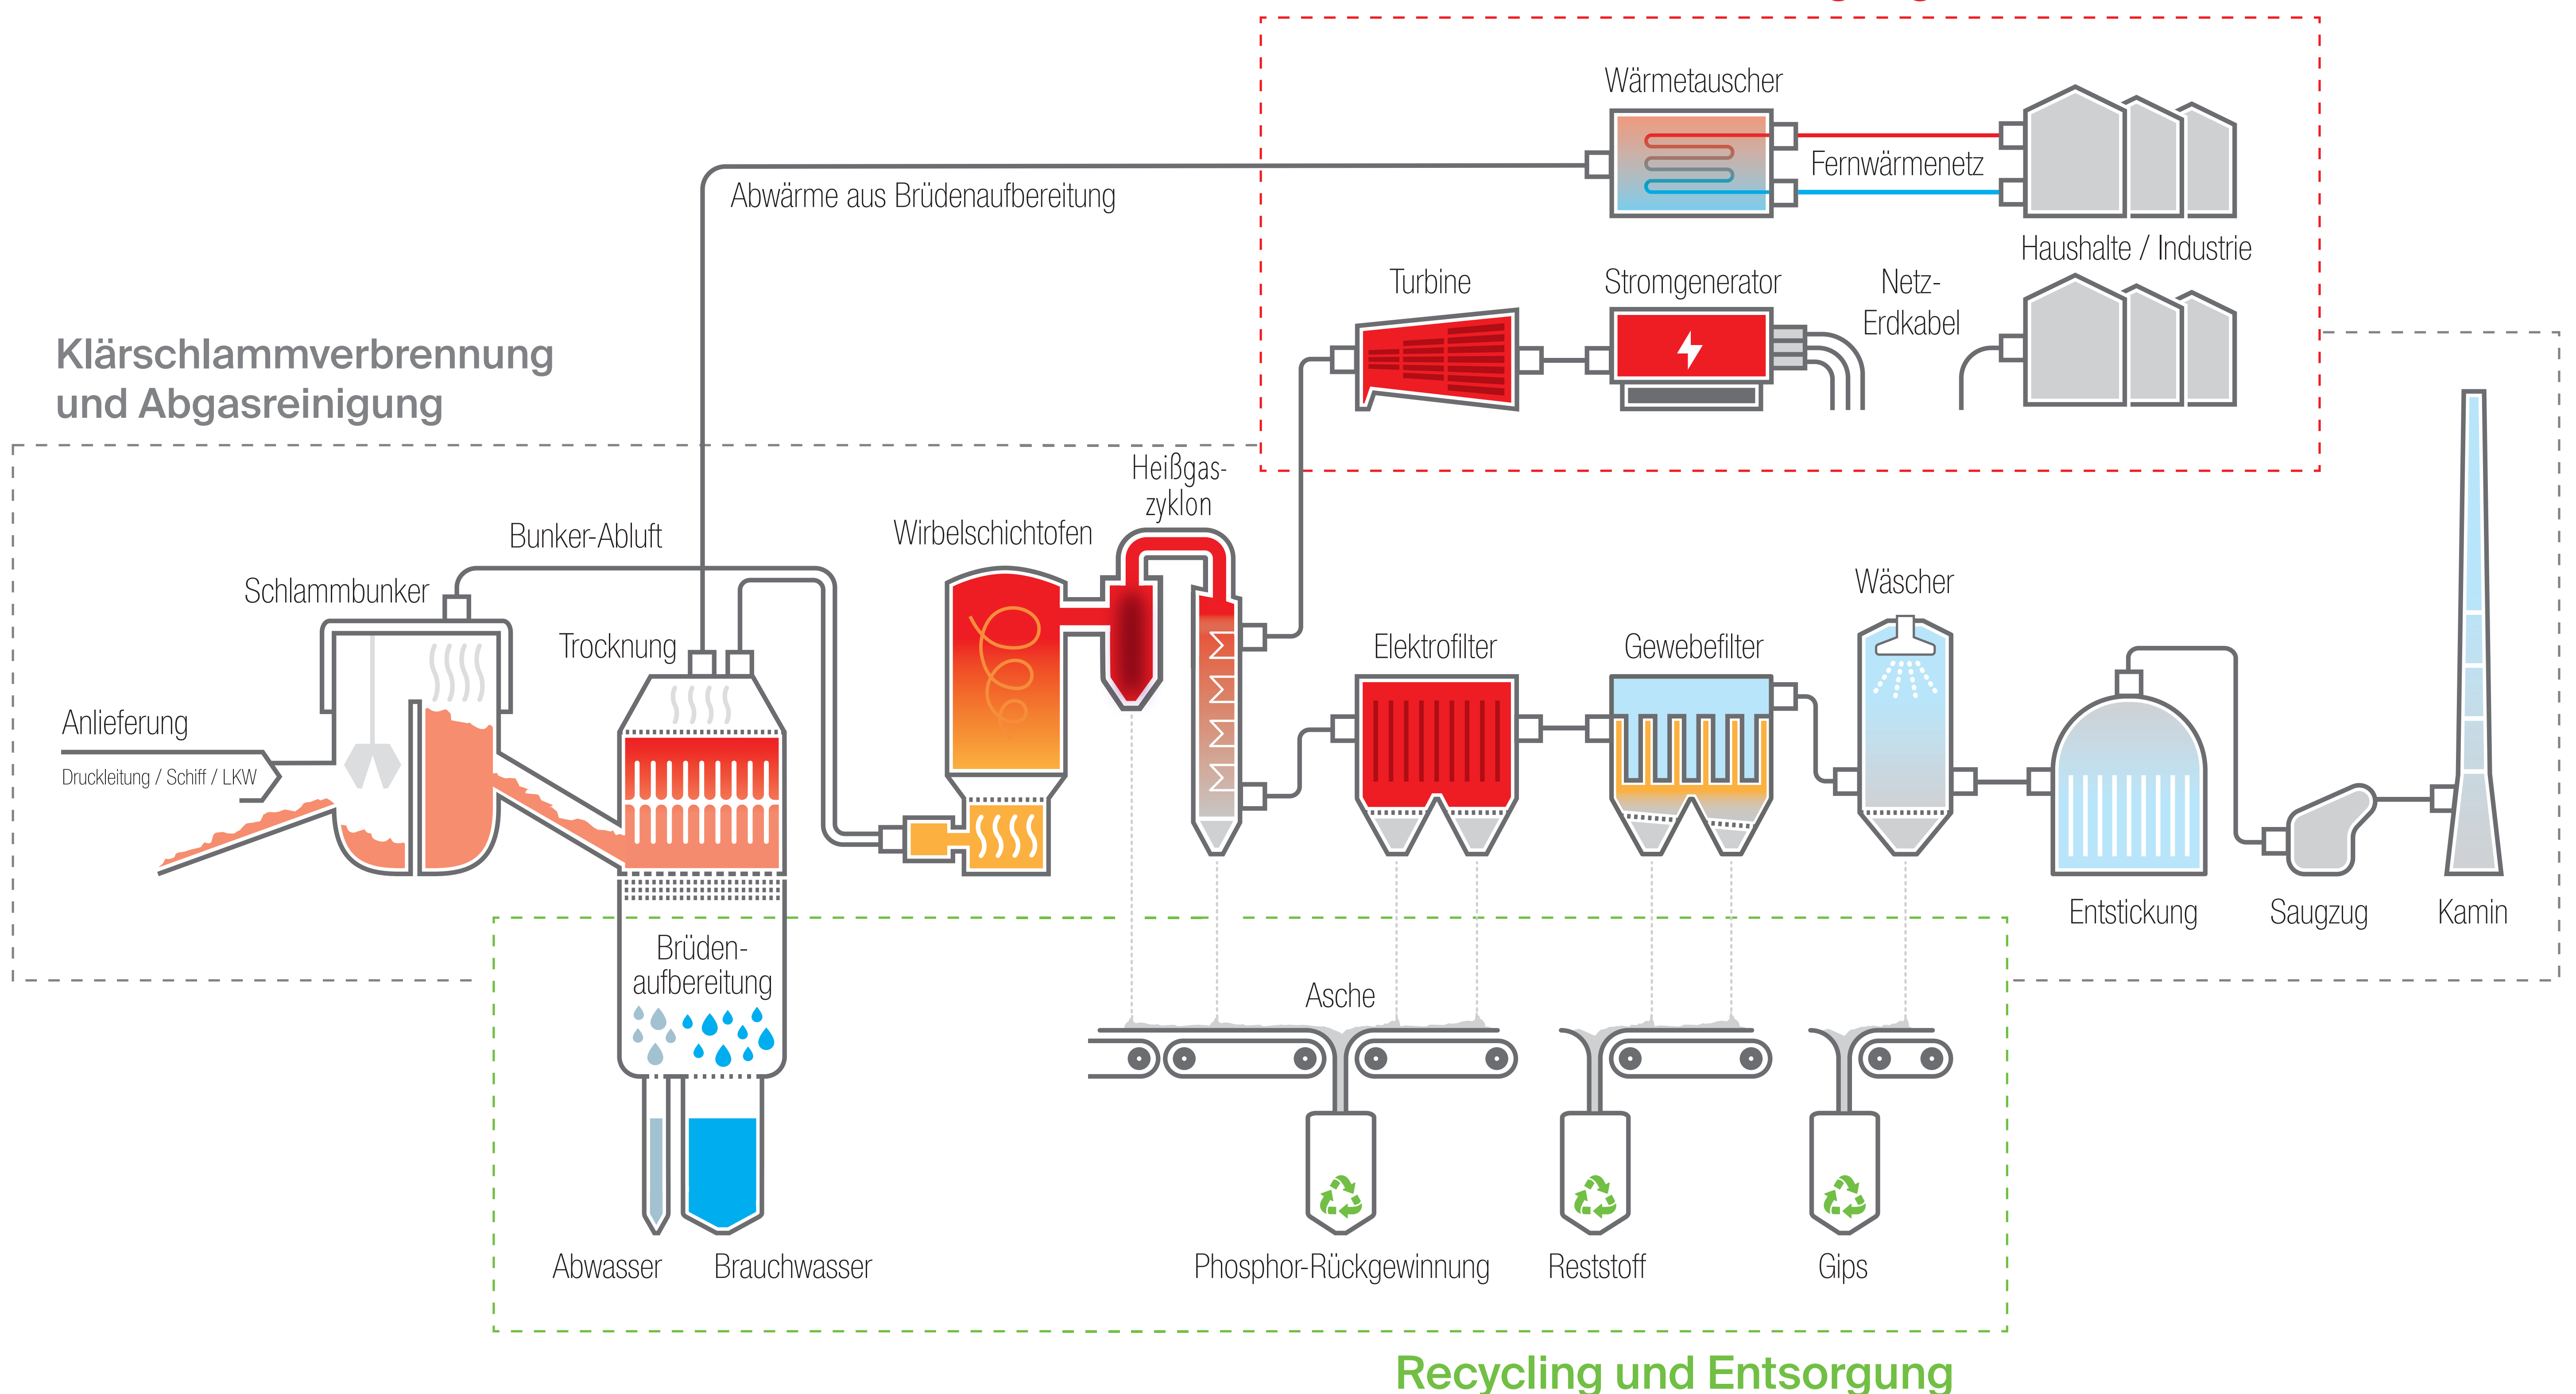 Wärmetauscher
Fernwärmenetz
Abwärme aus Brüdenaufbereitung
Haushalte / Industrie
Turbine
Stromgenerator
Netz-
Erdkabel
Klärschlammverbrennung
und Abgasreinigung
Heißgas-
zyklon
Bunker-Abluft
Wirbelschichtofen
Schlammbunker
Wäscher
Trocknung
Elektrofilter
Gewebefilter
Anlieferung
Druckleitung / Schiff / LKW
Entstickung
Saugzug
Kamin
Brüden-
aufbereitung
Asche
Abwasser
Brauchwasser
Phosphor-Rückgewinnung
Reststoff
Gips
Recycling und Entsorgung